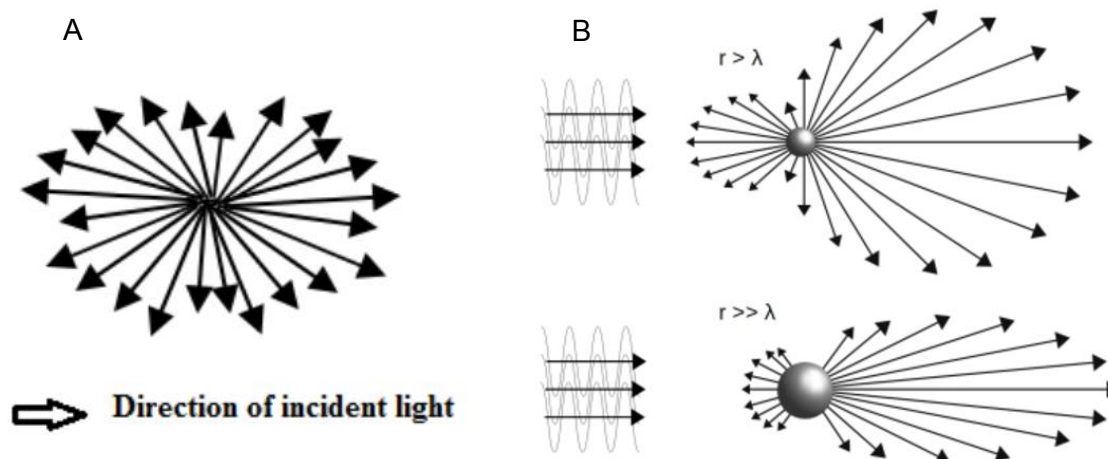 A
B
r > λ
r >> λ
Direction of incident light